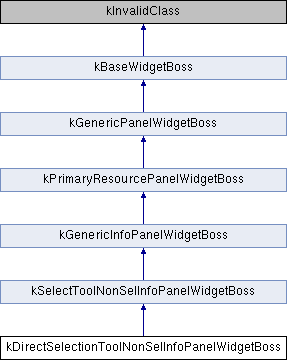 kInvalidClass
kBaseWidgetBoss
kGenericPanelWidgetBoss
kPrimaryResourcePanelWidgetBoss
kGenericInfoPanelWidgetBoss
kSelectToolNonSelInfoPanelWidgetBoss
kDirectSelectionToolNonSelInfoPanelWidgetBoss